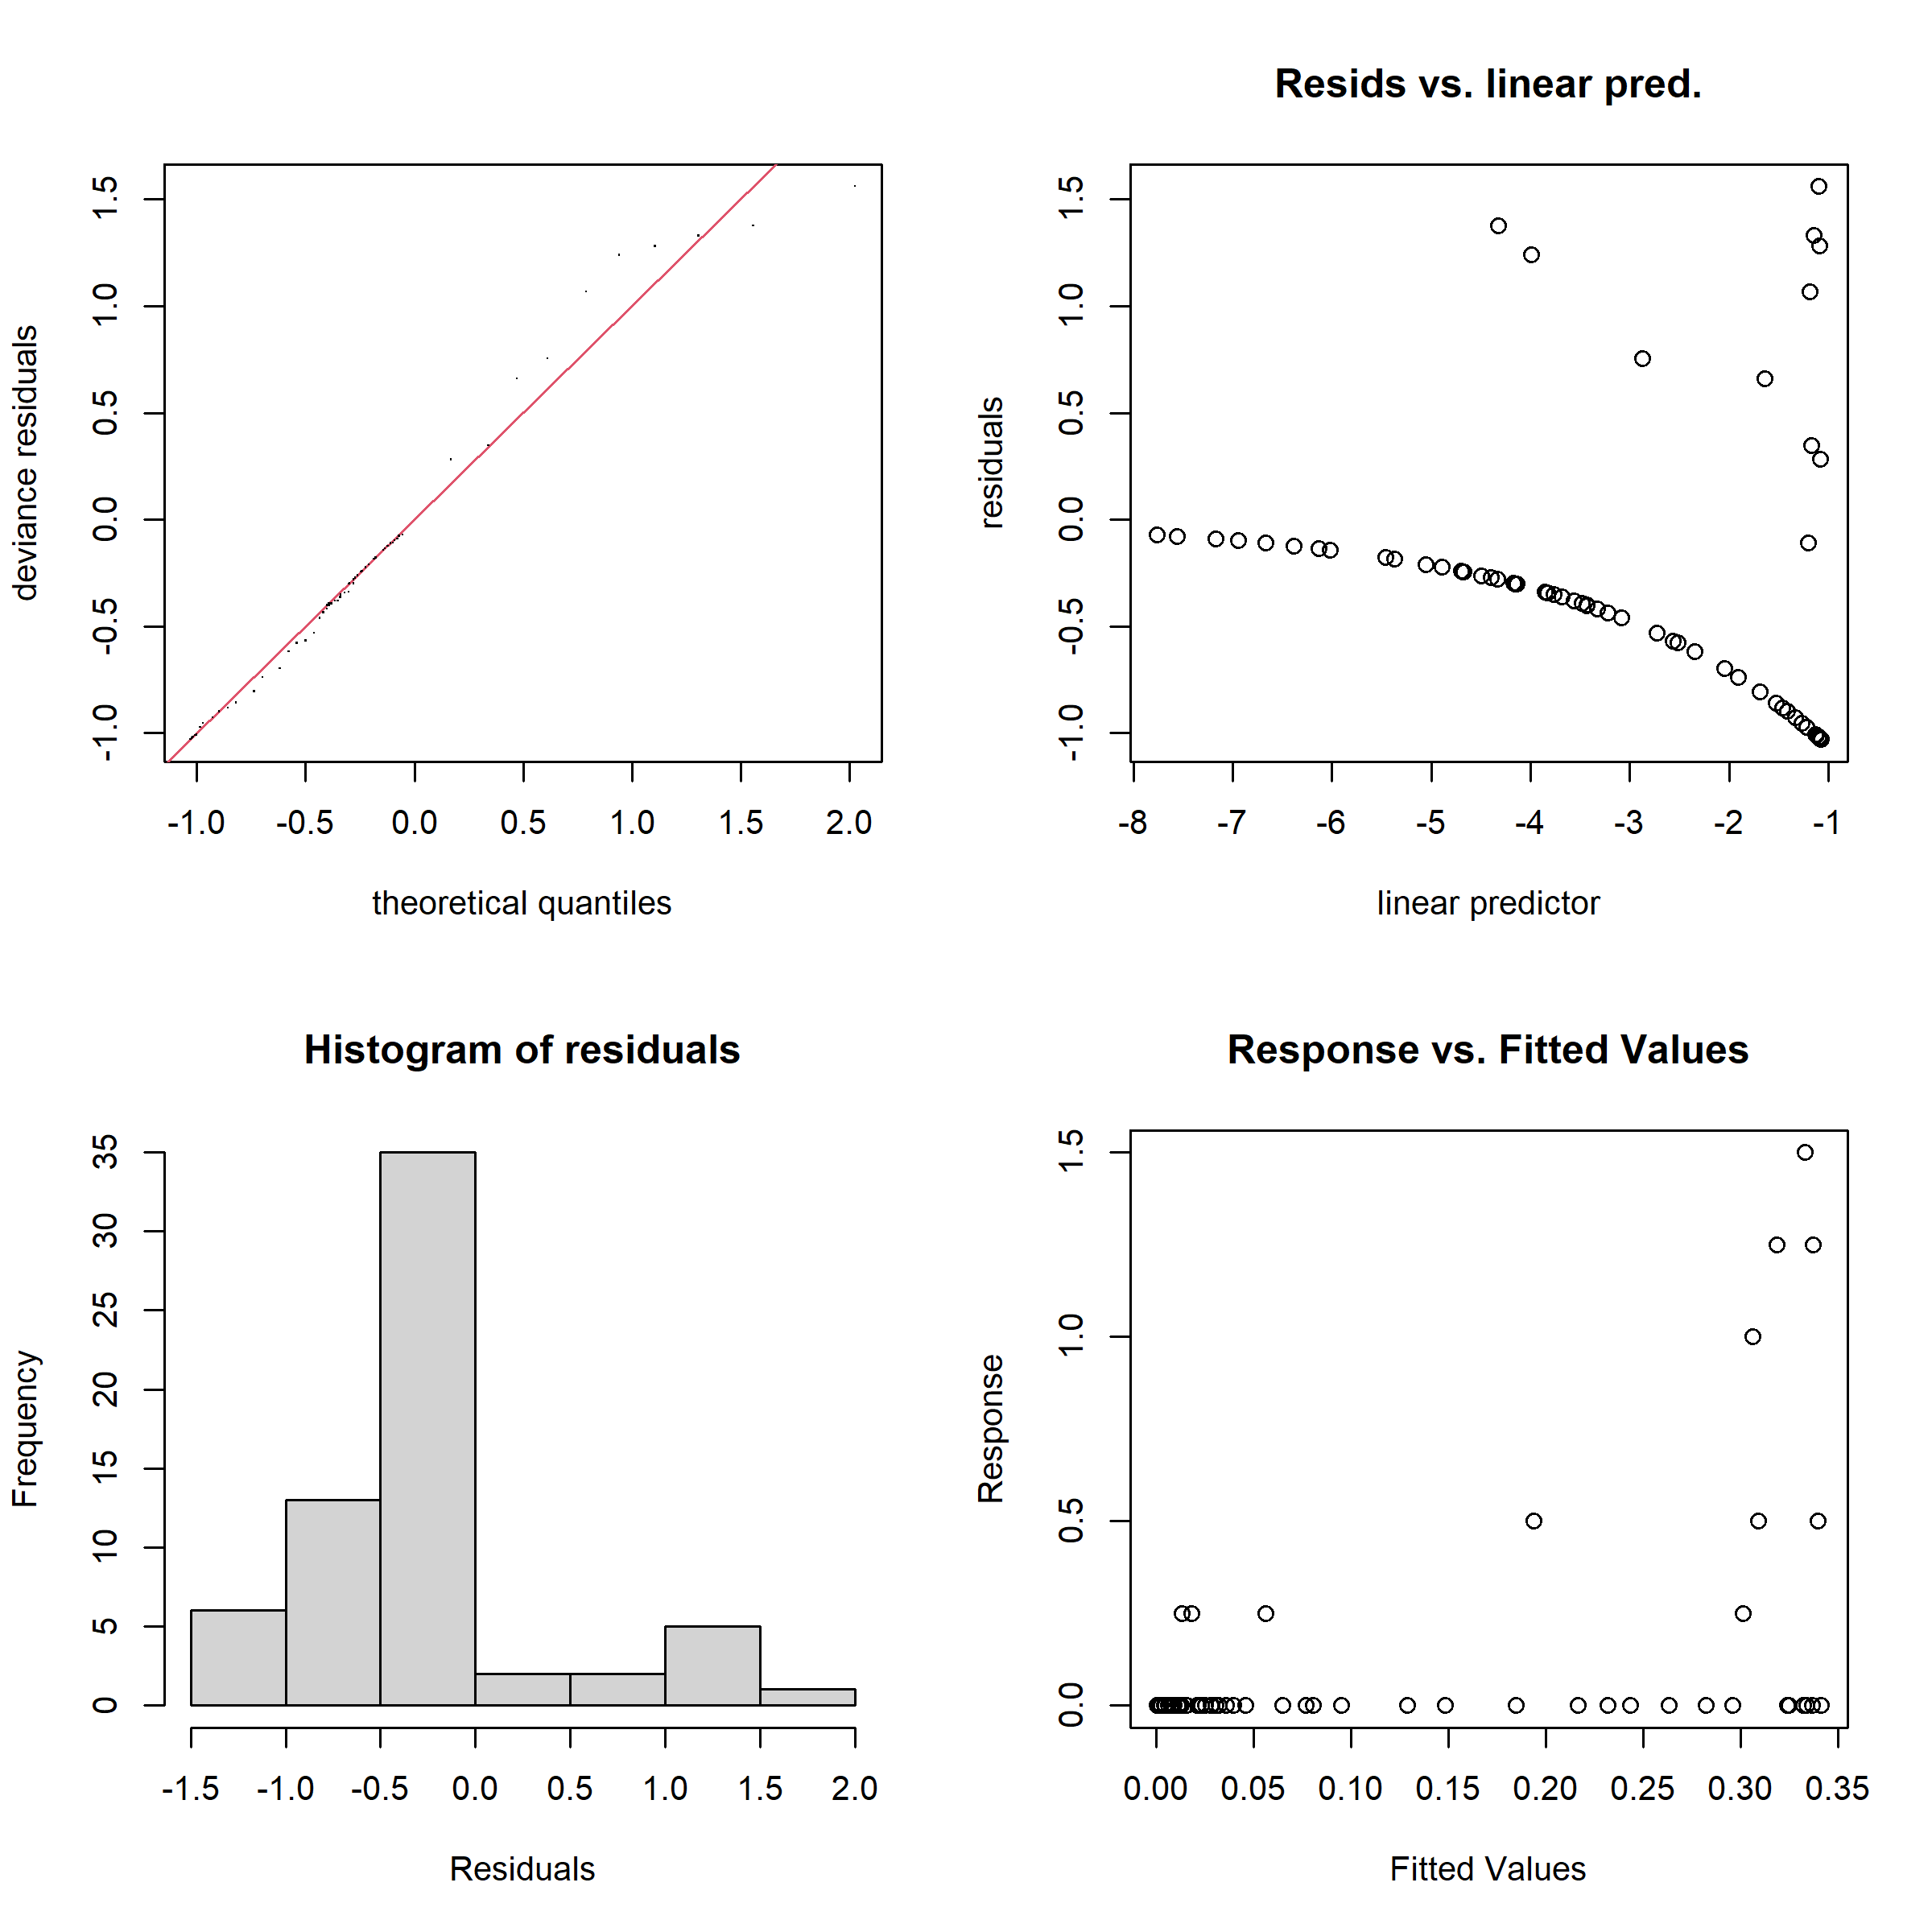 deviance residuals
1.5
1.0
0.5
0.0
-0.5
-1.0
-1.0 -0.5 0.0 0.5 1.0 1.5 2.0
theoretical quantiles
Resids vs. linear pred.
residuals
1.5
1.0
0.5
0.0
-0.5
-1.0
-8 -7 -6 -5 -4 -3 -2 -1
linear predictor
Histogram of residuals
Frequency
35
30
25
20
15
10
5
0
-1.5 -1.0 -0.5 0.0 0.5 1.0 1.5 2.0
Residuals
Response vs. Fitted Values
Response
1.5
1.0
0.5
0.0
0.00 0.05 0.10 0.15 0.20 0.25 0.30 0.35
Fitted Values